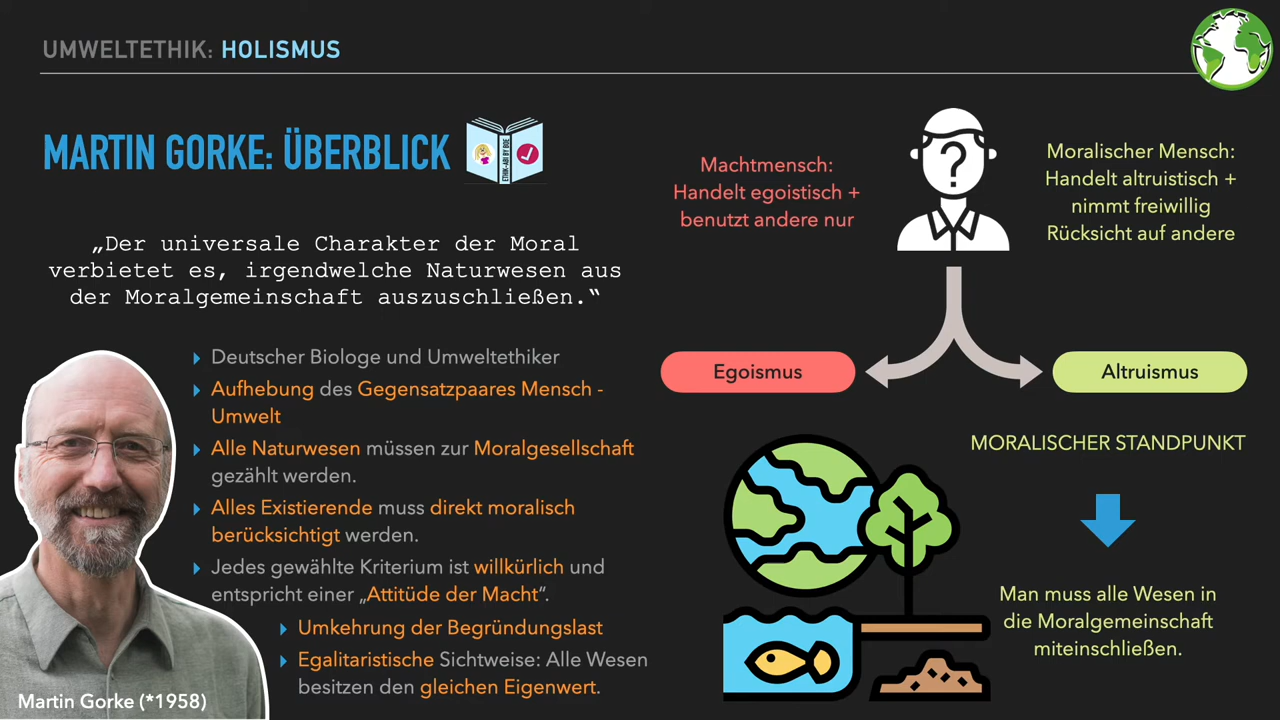 UMWELTETHIK: HOLISMUS
MARTIN GORKE: ÜBERBLICK
ETHIK-ABI BY BOE
„Der universale Charakter der Moral
verbietet es, irgendwelche Naturwesen aus
der Moralgemeinschaft auszuschließen.“
Deutscher Biologe und Umweltethiker
Aufhebung des Gegensatzpaares Mensch -
Umwelt
Alle Naturwesen müssen zur Moralgesellschaft
gezählt werden.
Alles Existierende muss direkt moralisch
berücksichtigt werden.
Jedes gewählte Kriterium ist willkürlich und
entspricht einer „Attitüde der Macht“.
Umkehrung der Begründungslast
Egalitaristische Sichtweise: Alle Wesen
besitzen den gleichen Eigenwert.
Martin Gorke (*1958)
Machtmensch:
Handelt egoistisch +
benutzt andere nur
?
Moralischer Mensch:
Handelt altruistisch +
nimmt freiwillig
Rücksicht auf andere
Egoismus
Altruismus
MORALISCHER STANDPUNKT
Man muss alle Wesen in
die Moralgemeinschaft
miteinschließen.